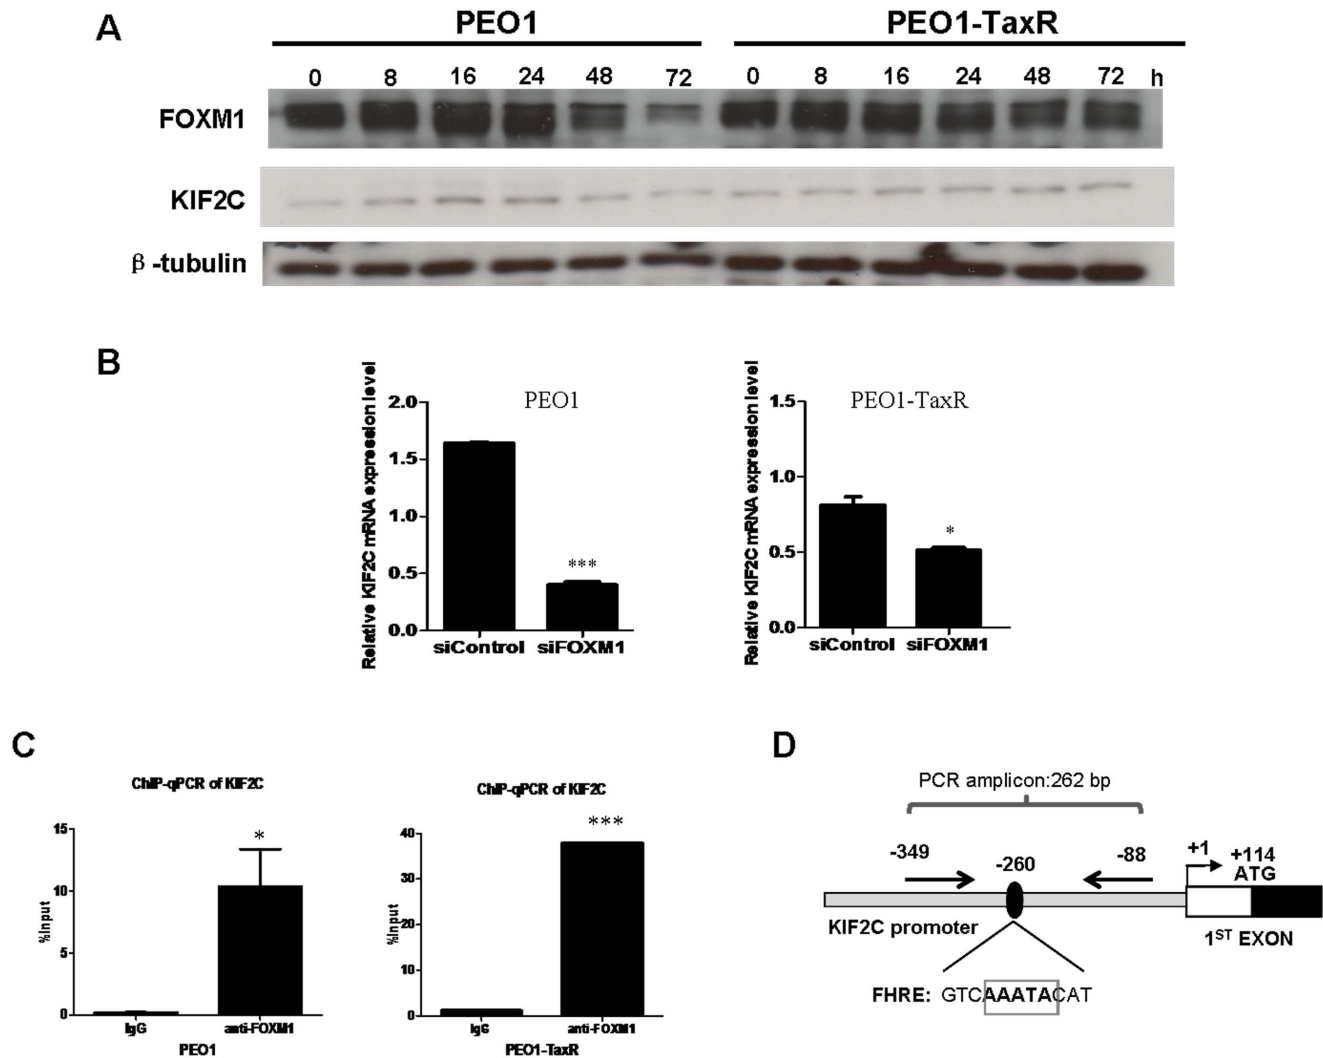 A
PEO1 PEO1-TaxR
0 8 16 24 48 72 0 8 16 24 48 72 h
FOXM1
KIF2C
β-tubulin
B
Relative KIF2C mRNA expression level
PEO1
2.0
1.5
1.0
0.5
0.0
***
siControl siFOXM1
Relative KIF2C mRNA expression level
PEO1-TaxR
1.5
1.0
0.5
0.0
*
siControl siFOXM1
C
ChIP-qPCR of KIF2C
%Input
15
10
5
0
*
IgG anti-FOXM1
PEO1
ChIP-qPCR of KIF2C
%Input
40
30
20
10
0
***
IgG anti-FOXM1
PEO1-TaxR
D
PCR amplicon:262 bp
-349 -260 -88 +1 +114
ATG
KIF2C promoter
1ST EXON
FHRE: GTCAAATACAT